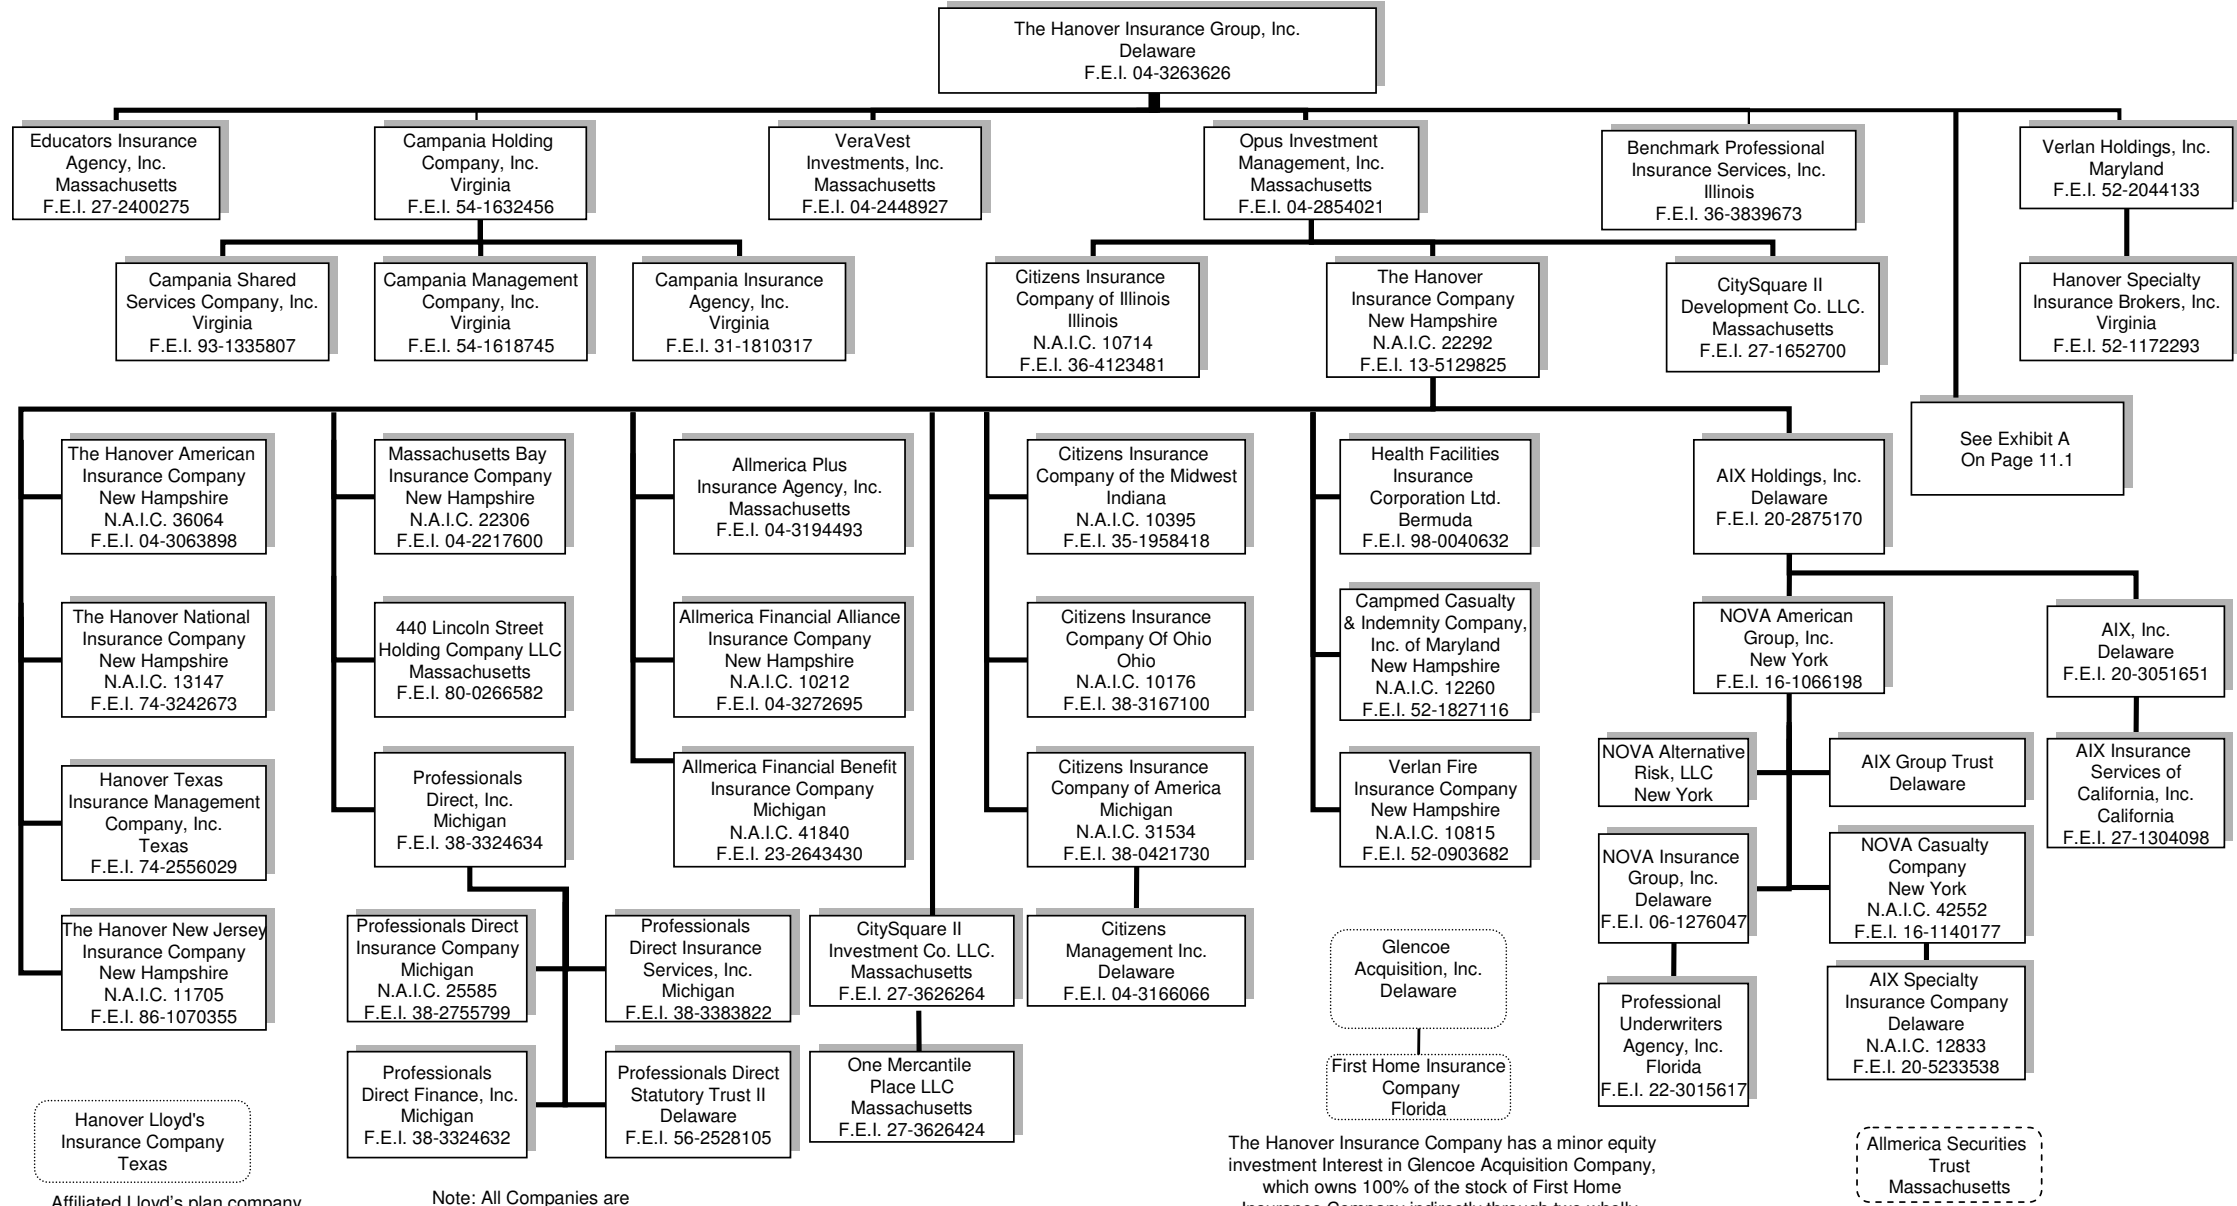 The Hanover Insurance Group, Inc.
Delaware
F.E.I. 04-3263626
Educators Insurance
Agency, Inc.
Massachusetts
F.E.I. 27-2400275
Campania Holding
Company, Inc.
Virginia
F.E.I. 54-1632456
VeraVest
Investments, Inc.
Massachusetts
F.E.I. 04-2448927
Opus Investment
Management, Inc.
Massachusetts
F.E.I. 04-2854021
Benchmark Professional
Insurance Services, Inc.
Illinois
F.E.I. 36-3839673
Verlan Holdings, Inc.
Maryland
F.E.I. 52-2044133
Campania Shared
Services Company, Inc.
Virginia
F.E.I. 93-1335807
Campania Management
Company, Inc.
Virginia
F.E.I. 54-1618745
Campania Insurance
Agency, Inc.
Virginia
F.E.I. 31-1810317
Citizens Insurance
Company of Illinois
Illinois
N.A.I.C. 10714
F.E.I. 36-4123481
The Hanover
Insurance Company
New Hampshire
N.A.I.C. 22292
F.E.I. 13-5129825
CitySquare II
Development Co. LLC.
Massachusetts
F.E.I. 27-1652700
Hanover Specialty
Insurance Brokers, Inc.
Virginia
F.E.I. 52-1172293
The Hanover American
Insurance Company
New Hampshire
N.A.I.C. 36064
F.E.I. 04-3063898
Massachusetts Bay
Insurance Company
New Hampshire
N.A.I.C. 22306
F.E.I. 04-2217600
Allmerica Plus
Insurance Agency, Inc.
Massachusetts
F.E.I. 04-3194493
Citizens Insurance
Company of the Midwest
Indiana
N.A.I.C. 10395
F.E.I. 35-1958418
Health Facilities
Insurance
Corporation Ltd.
Bermuda
F.E.I. 98-0040632
AIX Holdings, Inc.
Delaware
F.E.I. 20-2875170
See Exhibit A
On Page 11.1
The Hanover National
Insurance Company
New Hampshire
N.A.I.C. 13147
F.E.I. 74-3242673
440 Lincoln Street
Holding Company LLC
Massachusetts
F.E.I. 80-0266582
Allmerica Financial Alliance
Insurance Company
New Hampshire
N.A.I.C. 10212
F.E.I. 04-3272695
Citizens Insurance
Company Of Ohio
Ohio
N.A.I.C. 10176
F.E.I. 38-3167100
Campmed Casualty
& Indemnity Company,
Inc. of Maryland
New Hampshire
N.A.I.C. 12260
F.E.I. 52-1827116
NOVA American
Group, Inc.
New York
F.E.I. 16-1066198
AIX, Inc.
Delaware
F.E.I. 20-3051651
Hanover Texas
Insurance Management
Company, Inc.
Texas
F.E.I. 74-2556029
Professionals
Direct, Inc.
Michigan
F.E.I. 38-3324634
Allmerica Financial Benefit
Insurance Company
Michigan
N.A.I.C. 41840
F.E.I. 23-2643430
Citizens Insurance
Company of America
Michigan
N.A.I.C. 31534
F.E.I. 38-0421730
Verlan Fire
Insurance Company
New Hampshire
N.A.I.C. 10815
F.E.I. 52-0903682
NOVA Alternative
Risk, LLC
New York
AIX Group Trust
Delaware
AIX Insurance
Services of
California, Inc.
California
F.E.I. 27-1304098
NOVA Insurance
Group, Inc.
Delaware
F.E.I. 06-1276047
NOVA Casualty
Company
New York
N.A.I.C. 42552
F.E.I. 16-1140177
The Hanover New Jersey
Insurance Company
New Hampshire
N.A.I.C. 11705
F.E.I. 86-1070355
Professionals Direct
Insurance Company
Michigan
N.A.I.C. 25585
F.E.I. 38-2755799
Professionals
Direct Insurance
Services, Inc.
Michigan
F.E.I. 38-3383822
CitySquare II
Investment Co. LLC.
Massachusetts
F.E.I. 27-3626264
Citizens
Management Inc.
Delaware
F.E.I. 04-3166066
Glencoe
Acquisition, Inc.
Delaware
Professional
Underwriters
Agency, Inc.
Florida
F.E.I. 22-3015617
AIX Specialty
Insurance Company
Delaware
N.A.I.C. 12833
F.E.I. 20-5233538
Professionals
Direct Finance, Inc.
Michigan
F.E.I. 38-3324632
Professionals Direct
Statutory Trust II
Delaware
F.E.I. 56-2528105
One Mercantile
Place LLC
Massachusetts
F.E.I. 27-3626424
First Home Insurance
Company
Florida
Hanover Lloyd's
Insurance Company
Texas
Allmerica Securities
Trust
Massachusetts
Affiliated Lloyd's plan company
Note: All Companies are
The Hanover Insurance Company has a minor equity
investment Interest in Glencoe Acquisition Company,
which owns 100% of the stock of First Home
Insurance Company indirectly through two wholly